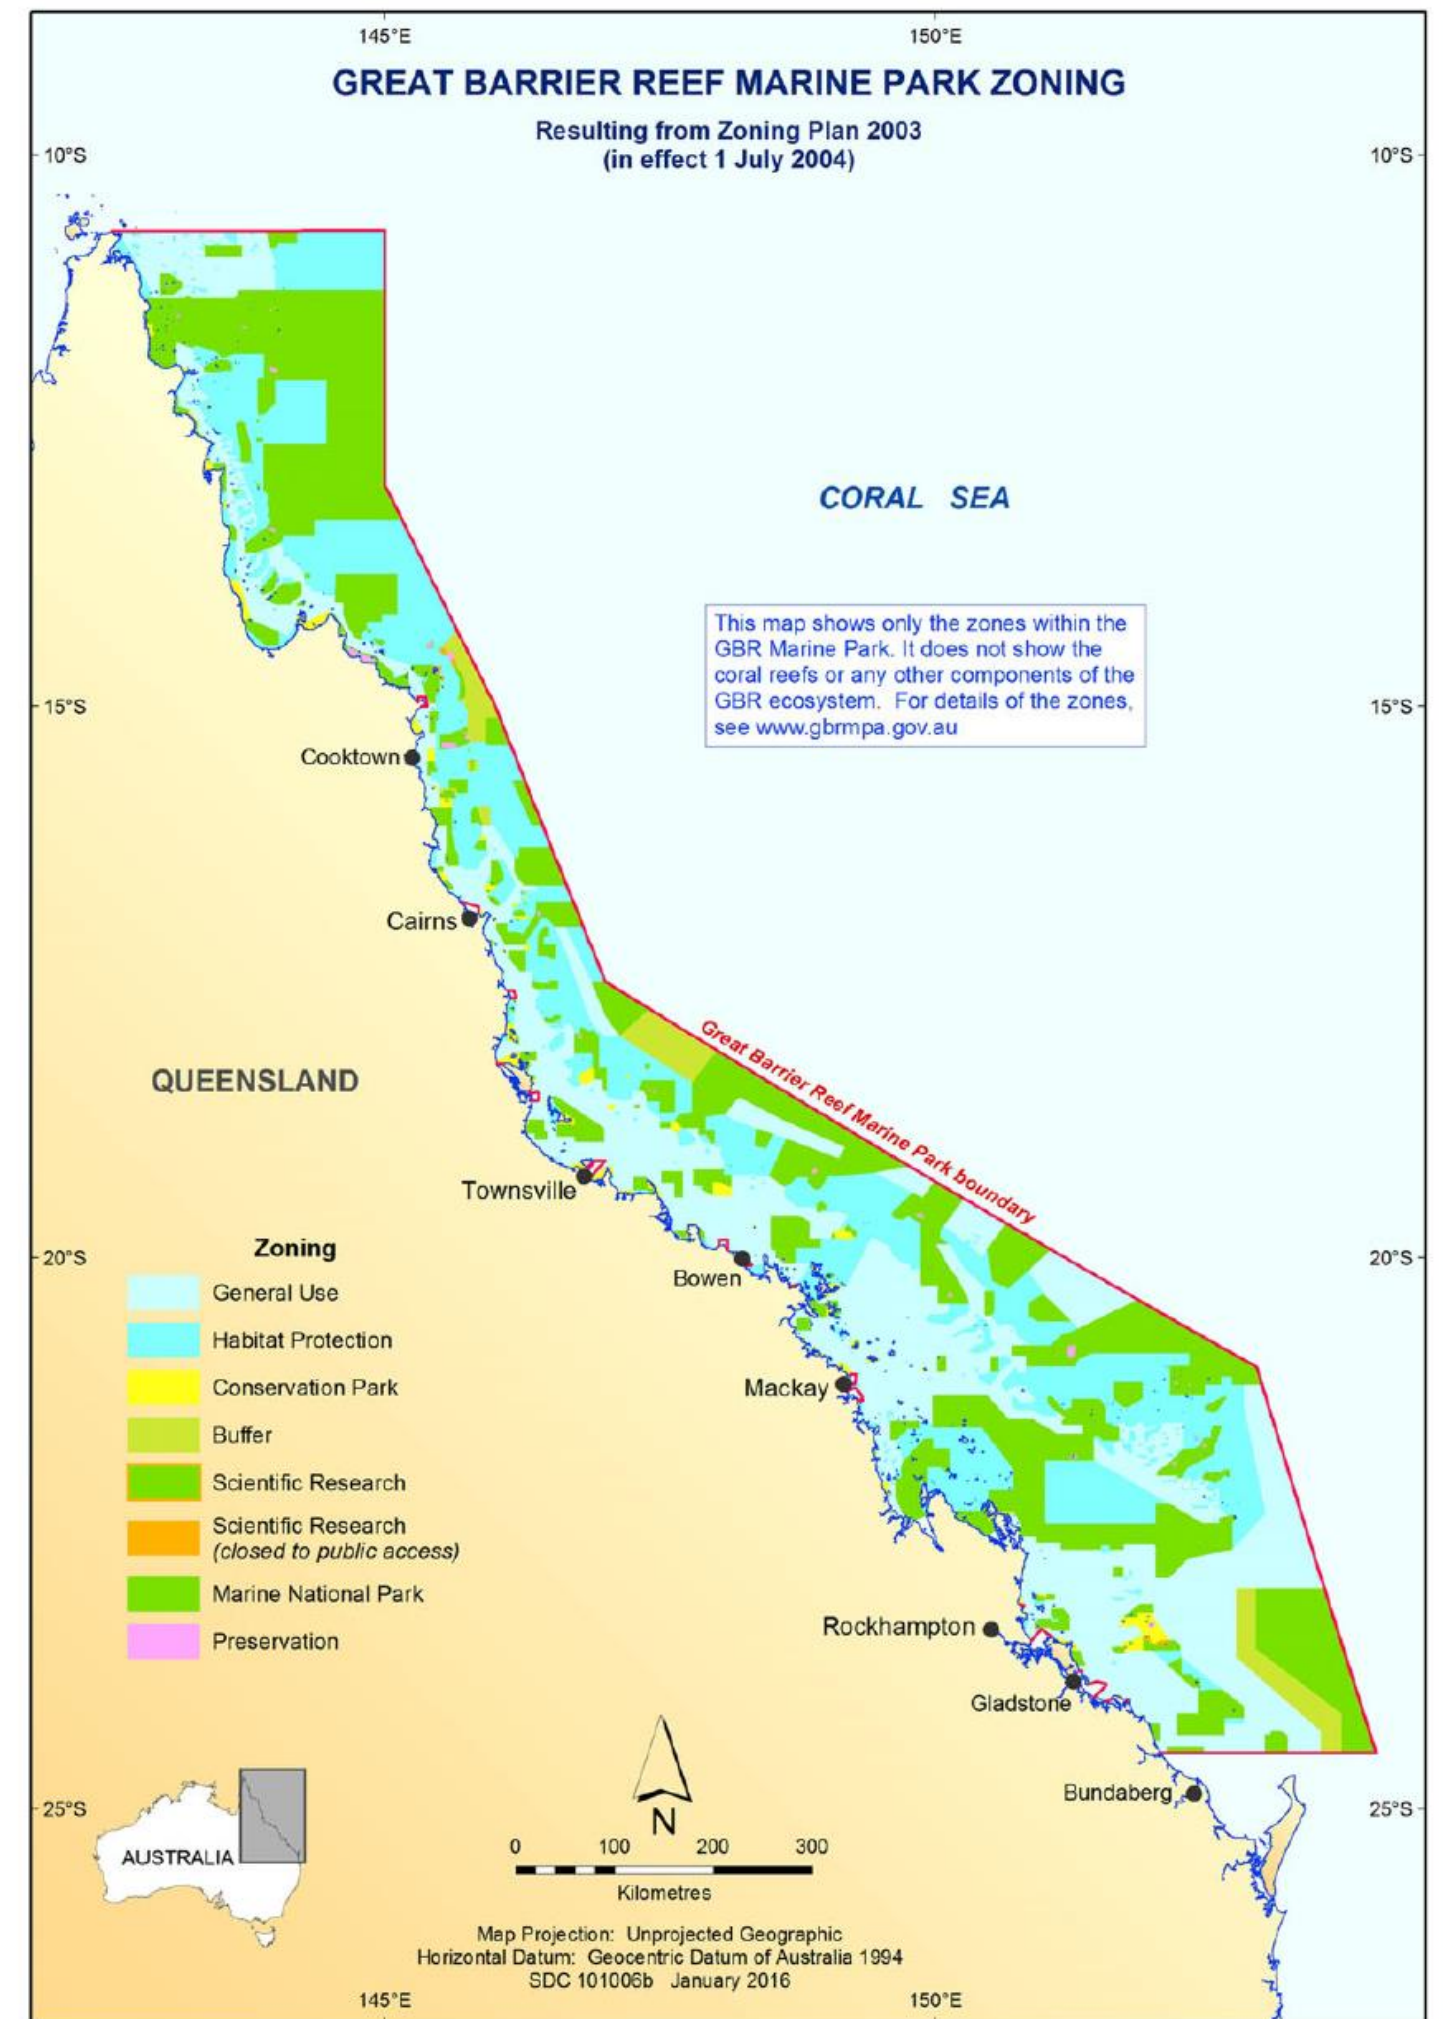 145°E
150°E
GREAT BARRIER REEF MARINE PARK ZONING
Resulting from Zoning Plan 2003
(in effect 1 July 2004)
10°S
10°S
CORAL SEA
This map shows only the zones within the
GBR Marine Park. It does not show the
coral reefs or any other components of the
GBR ecosystem. For details of the zones,
see www.gbrmpa.gov.au
15°S
15°S
Cooktown
Cairns
Great Barrier Reef Marine Park boundary
QUEENSLAND
Townsville
20°S
20°S
Bowen
Mackay
Rockhampton
Gladstone
Bundaberg
Zoning
General Use
Habitat Protection
Conservation Park
Buffer
Scientific Research
Scientific Research
(closed to public access)
Marine National Park
Preservation
25°S
25°S
AUSTRALIA
N
0 100 200 300
Kilometres
Map Projection: Unprojected Geographic
Horizontal Datum: Geocentric Datum of Australia 1994
SDC 101006b January 2016
145°E
150°E